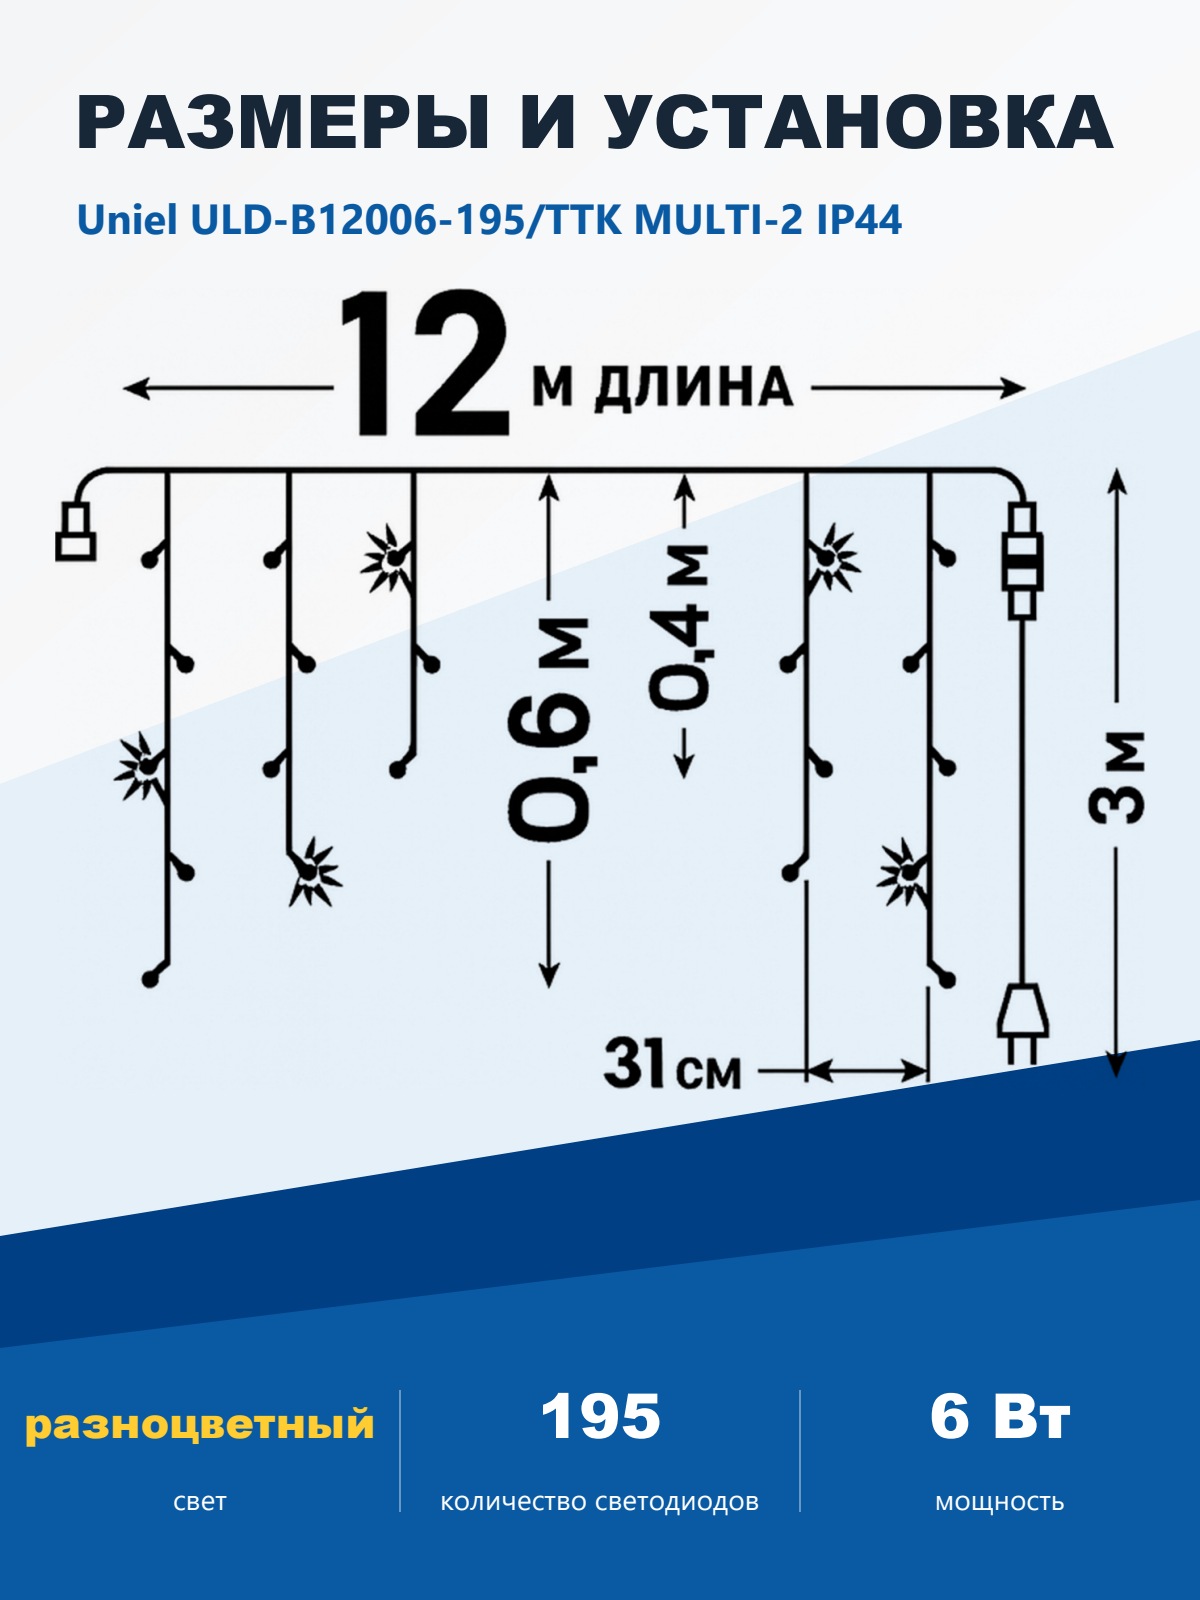 РАЗМЕРЫ И УСТАНОВКА
Uniel ULD-B12006-195/TTK MULTI-2 IP44
12 м ДЛИНА
0,6 м
0,4 м
3 м
31 см
разноцветный
свет
195
количество светодиодов
6 Вт
мощность